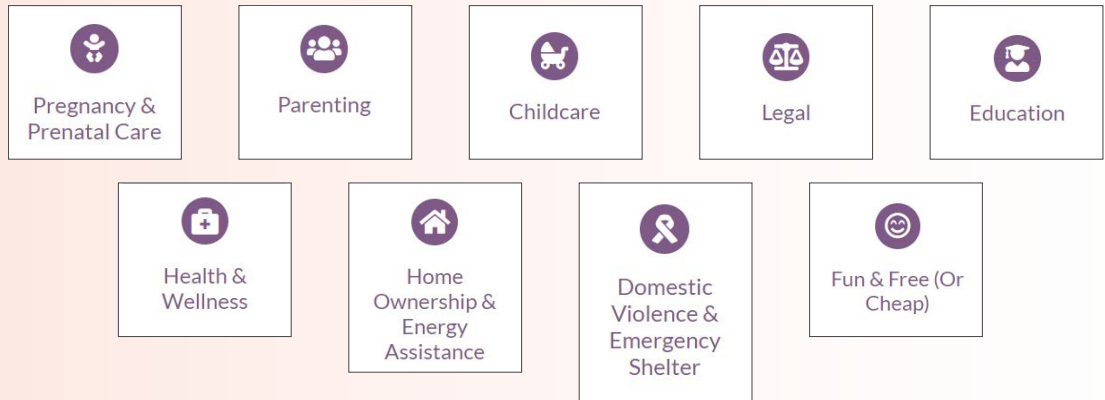 Pregnancy &
Prenatal Care
Parenting
Childcare
Legal
Education
Health &
Wellness
Home
Ownership &
Energy
Assistance
Domestic
Violence &
Emergency
Shelter
Fun & Free (Or
Cheap)